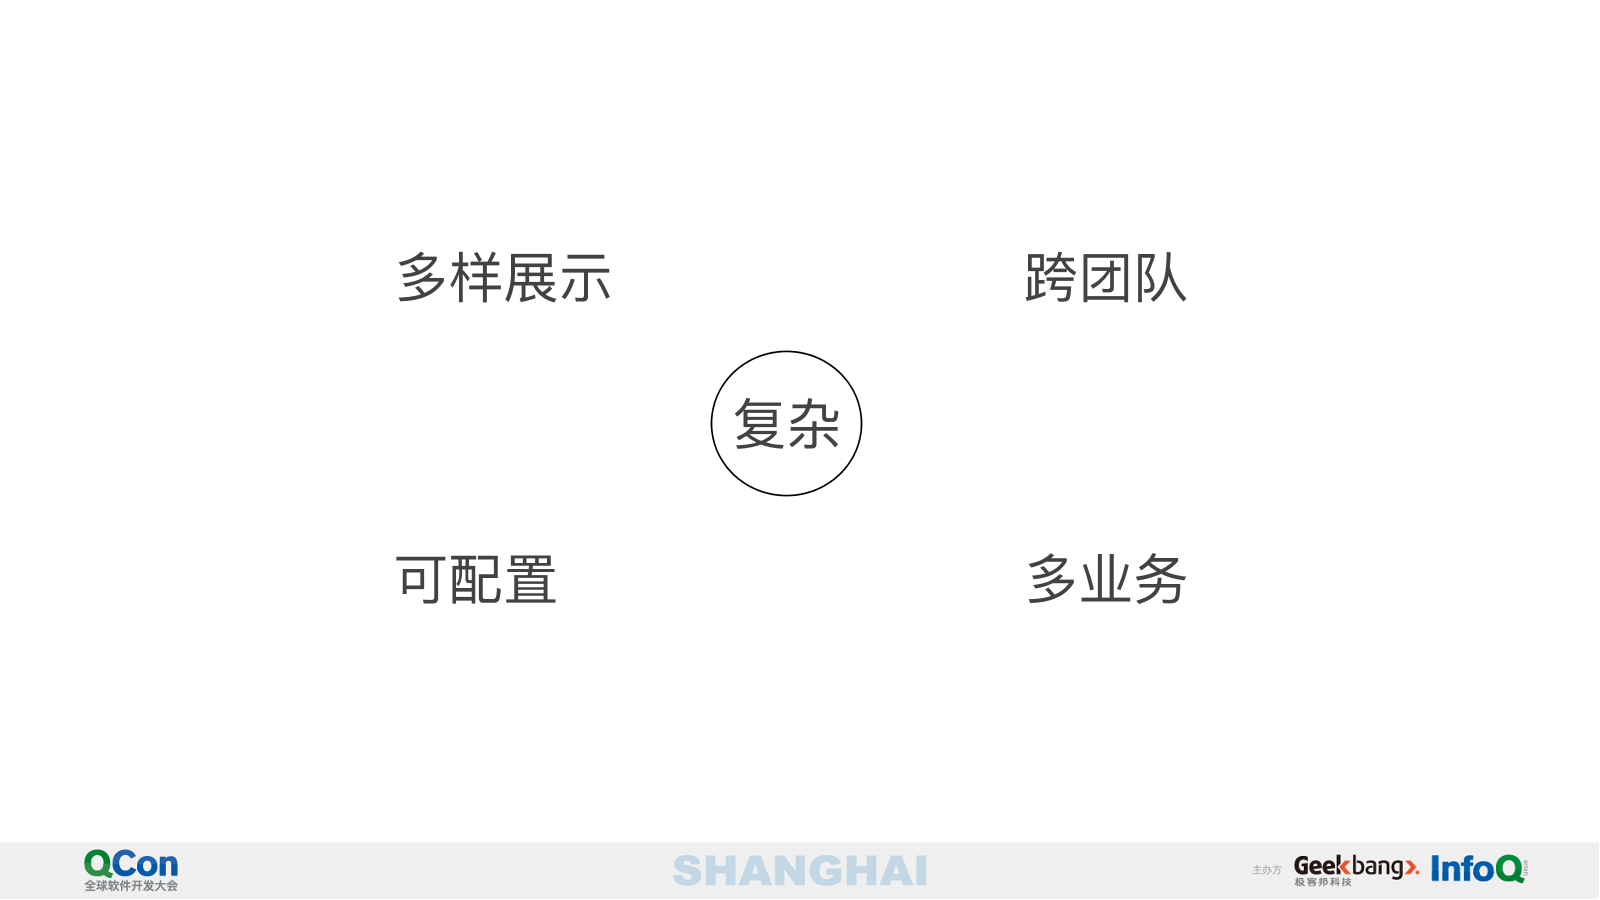 多样展示
跨团队
复杂
可配置
多业务
QCon
全球软件开发大会
SHANGHAI
主办方
Geekbang
极客邦科技
InfoQ